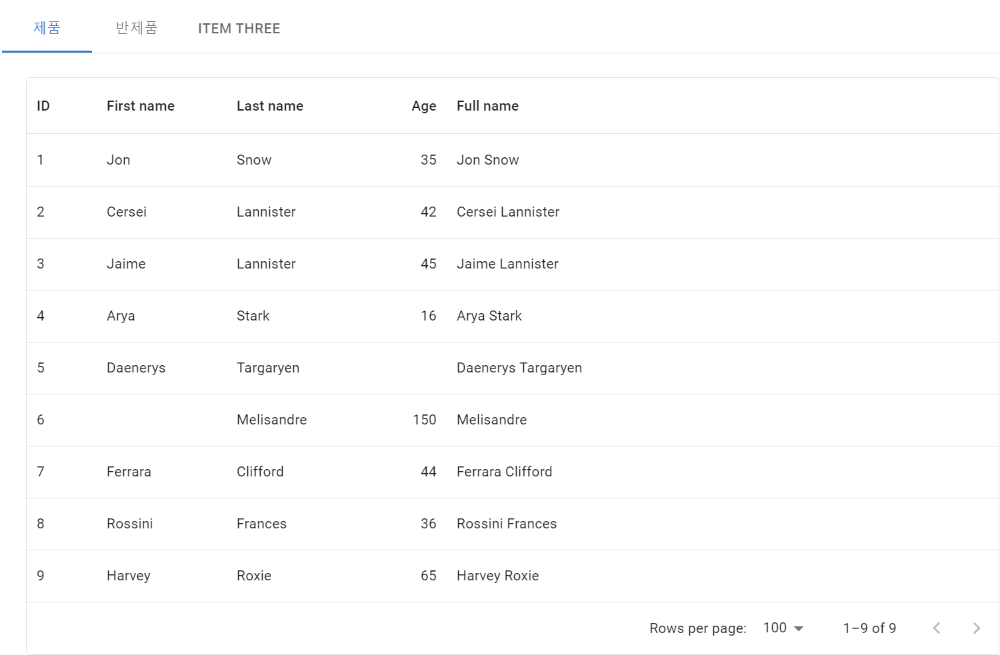 제품 반제품 ITEM THREE
ID First name Last name Age Full name
1 Jon Snow 35 Jon Snow
2 Cersei Lannister 42 Cersei Lannister
3 Jaime Lannister 45 Jaime Lannister
4 Arya Stark 16 Arya Stark
5 Daenerys Targaryen Daenerys Targaryen
6 Melisandre 150 Melisandre
7 Ferrara Clifford 44 Ferrara Clifford
8 Rossini Frances 36 Rossini Frances
9 Harvey Roxie 65 Harvey Roxie
Rows per page: 100 1–9 of 9